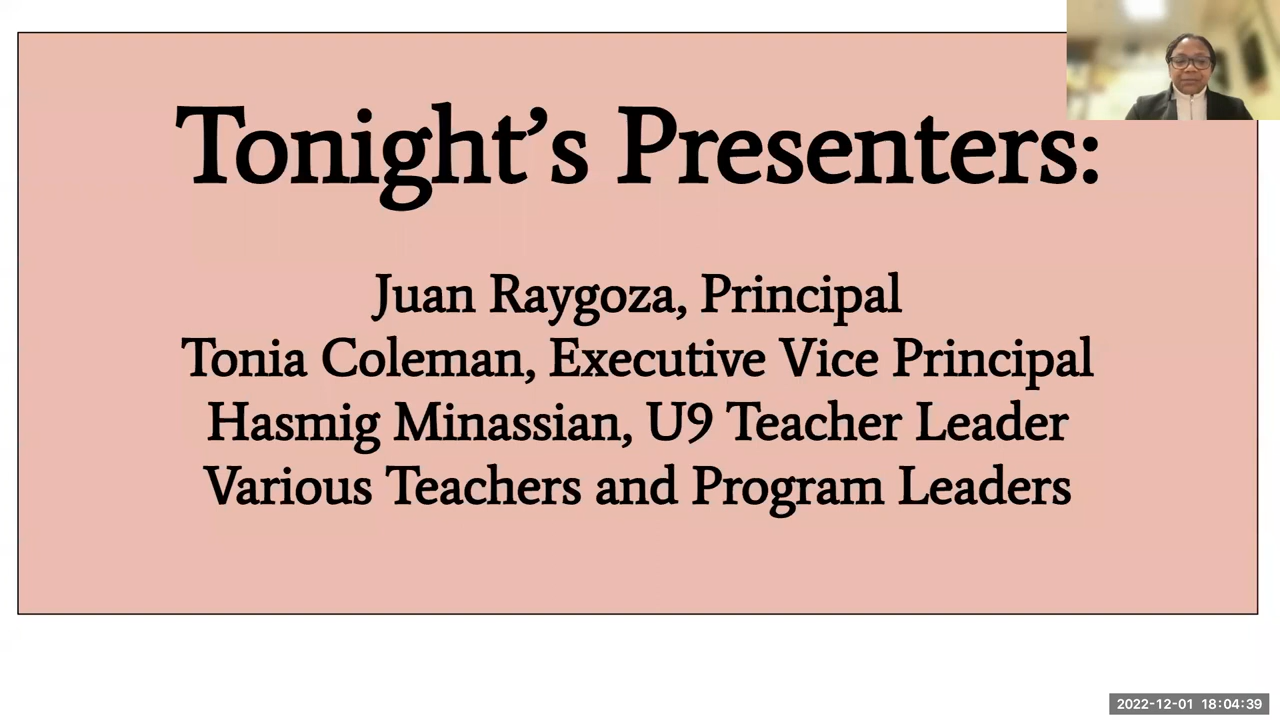 Tonight’s Presenters:
Juan Raygoza, Principal
Tonia Coleman, Executive Vice Principal
Hasmig Minassian, U9 Teacher Leader
Various Teachers and Program Leaders
2022-12-01 18:04:39